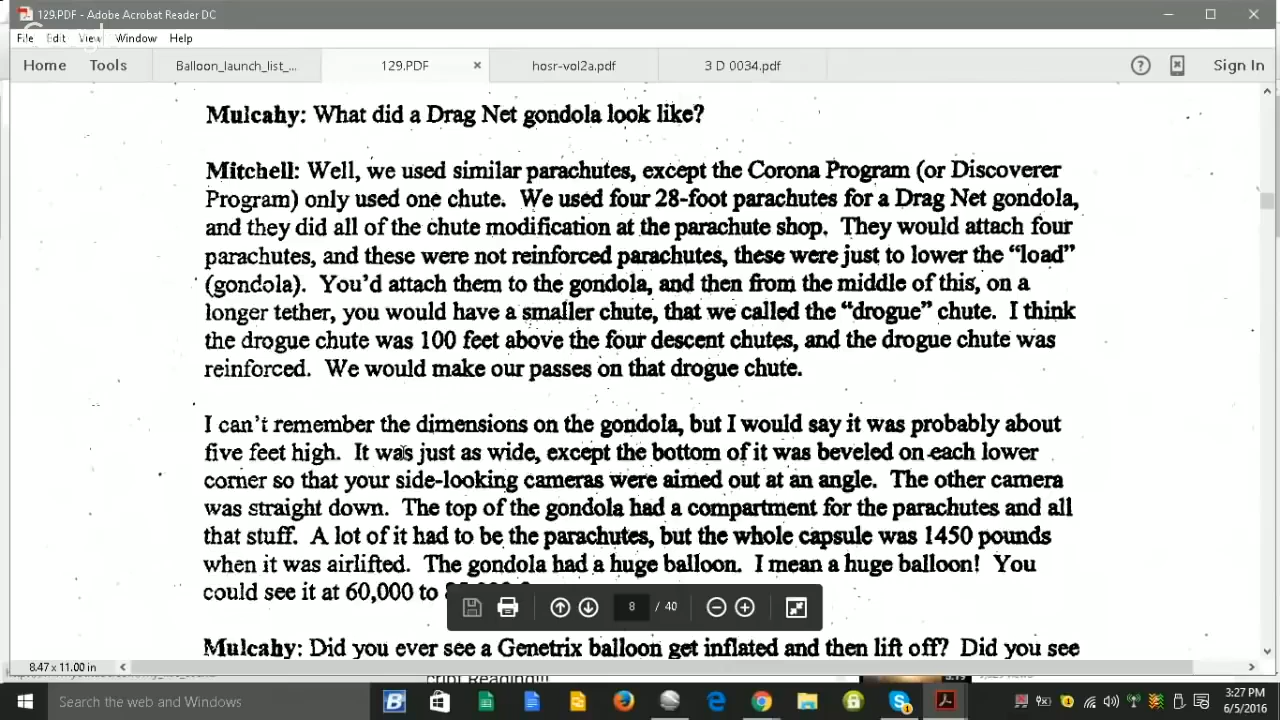 129.PDF - Adobe Acrobat Reader DC
Google
File Edit View Window Help
Home Tools Balloon_launch_list_... 129.PDF × hosr-vol2a.pdf 3 D 0034.pdf Sign In
Mulcahy: What did a Drag Net gondola look like?
Mitchell: Well, we used similar parachutes, except the Corona Program (or Discoverer
Program) only used one chute. We used four 28-foot parachutes for a Drag Net gondola,
and they did all of the chute modification at the parachute shop. They would attach four
parachutes, and these were not reinforced parachutes, these were just to lower the “load”
(gondola). You’d attach them to the gondola, and then from the middle of this, on a
longer tether, you would have a smaller chute, that we called the “drogue” chute. I think
the drogue chute was 100 feet above the four descent chutes, and the drogue chute was
reinforced. We would make our passes on that drogue chute.
I can’t remember the dimensions on the gondola, but I would say it was probably about
five feet high. It was just as wide, except the bottom of it was beveled on each lower
corner so that your side-looking cameras were aimed out at an angle. The other camera
was straight down. The top of the gondola had a compartment for the parachutes and all
that stuff. A lot of it had to be the parachutes, but the whole capsule was 1450 pounds
when it was airlifted. The gondola had a huge balloon. I mean a huge balloon! You
could see it at 60,000 to
8 / 40
Mulcahy: Did you ever see a Genetrix balloon get inflated and then lift off? Did you see
8.47 x 11.00 in
Script Reading!!!
Search the web and Windows
3:27 PM
6/5/2016